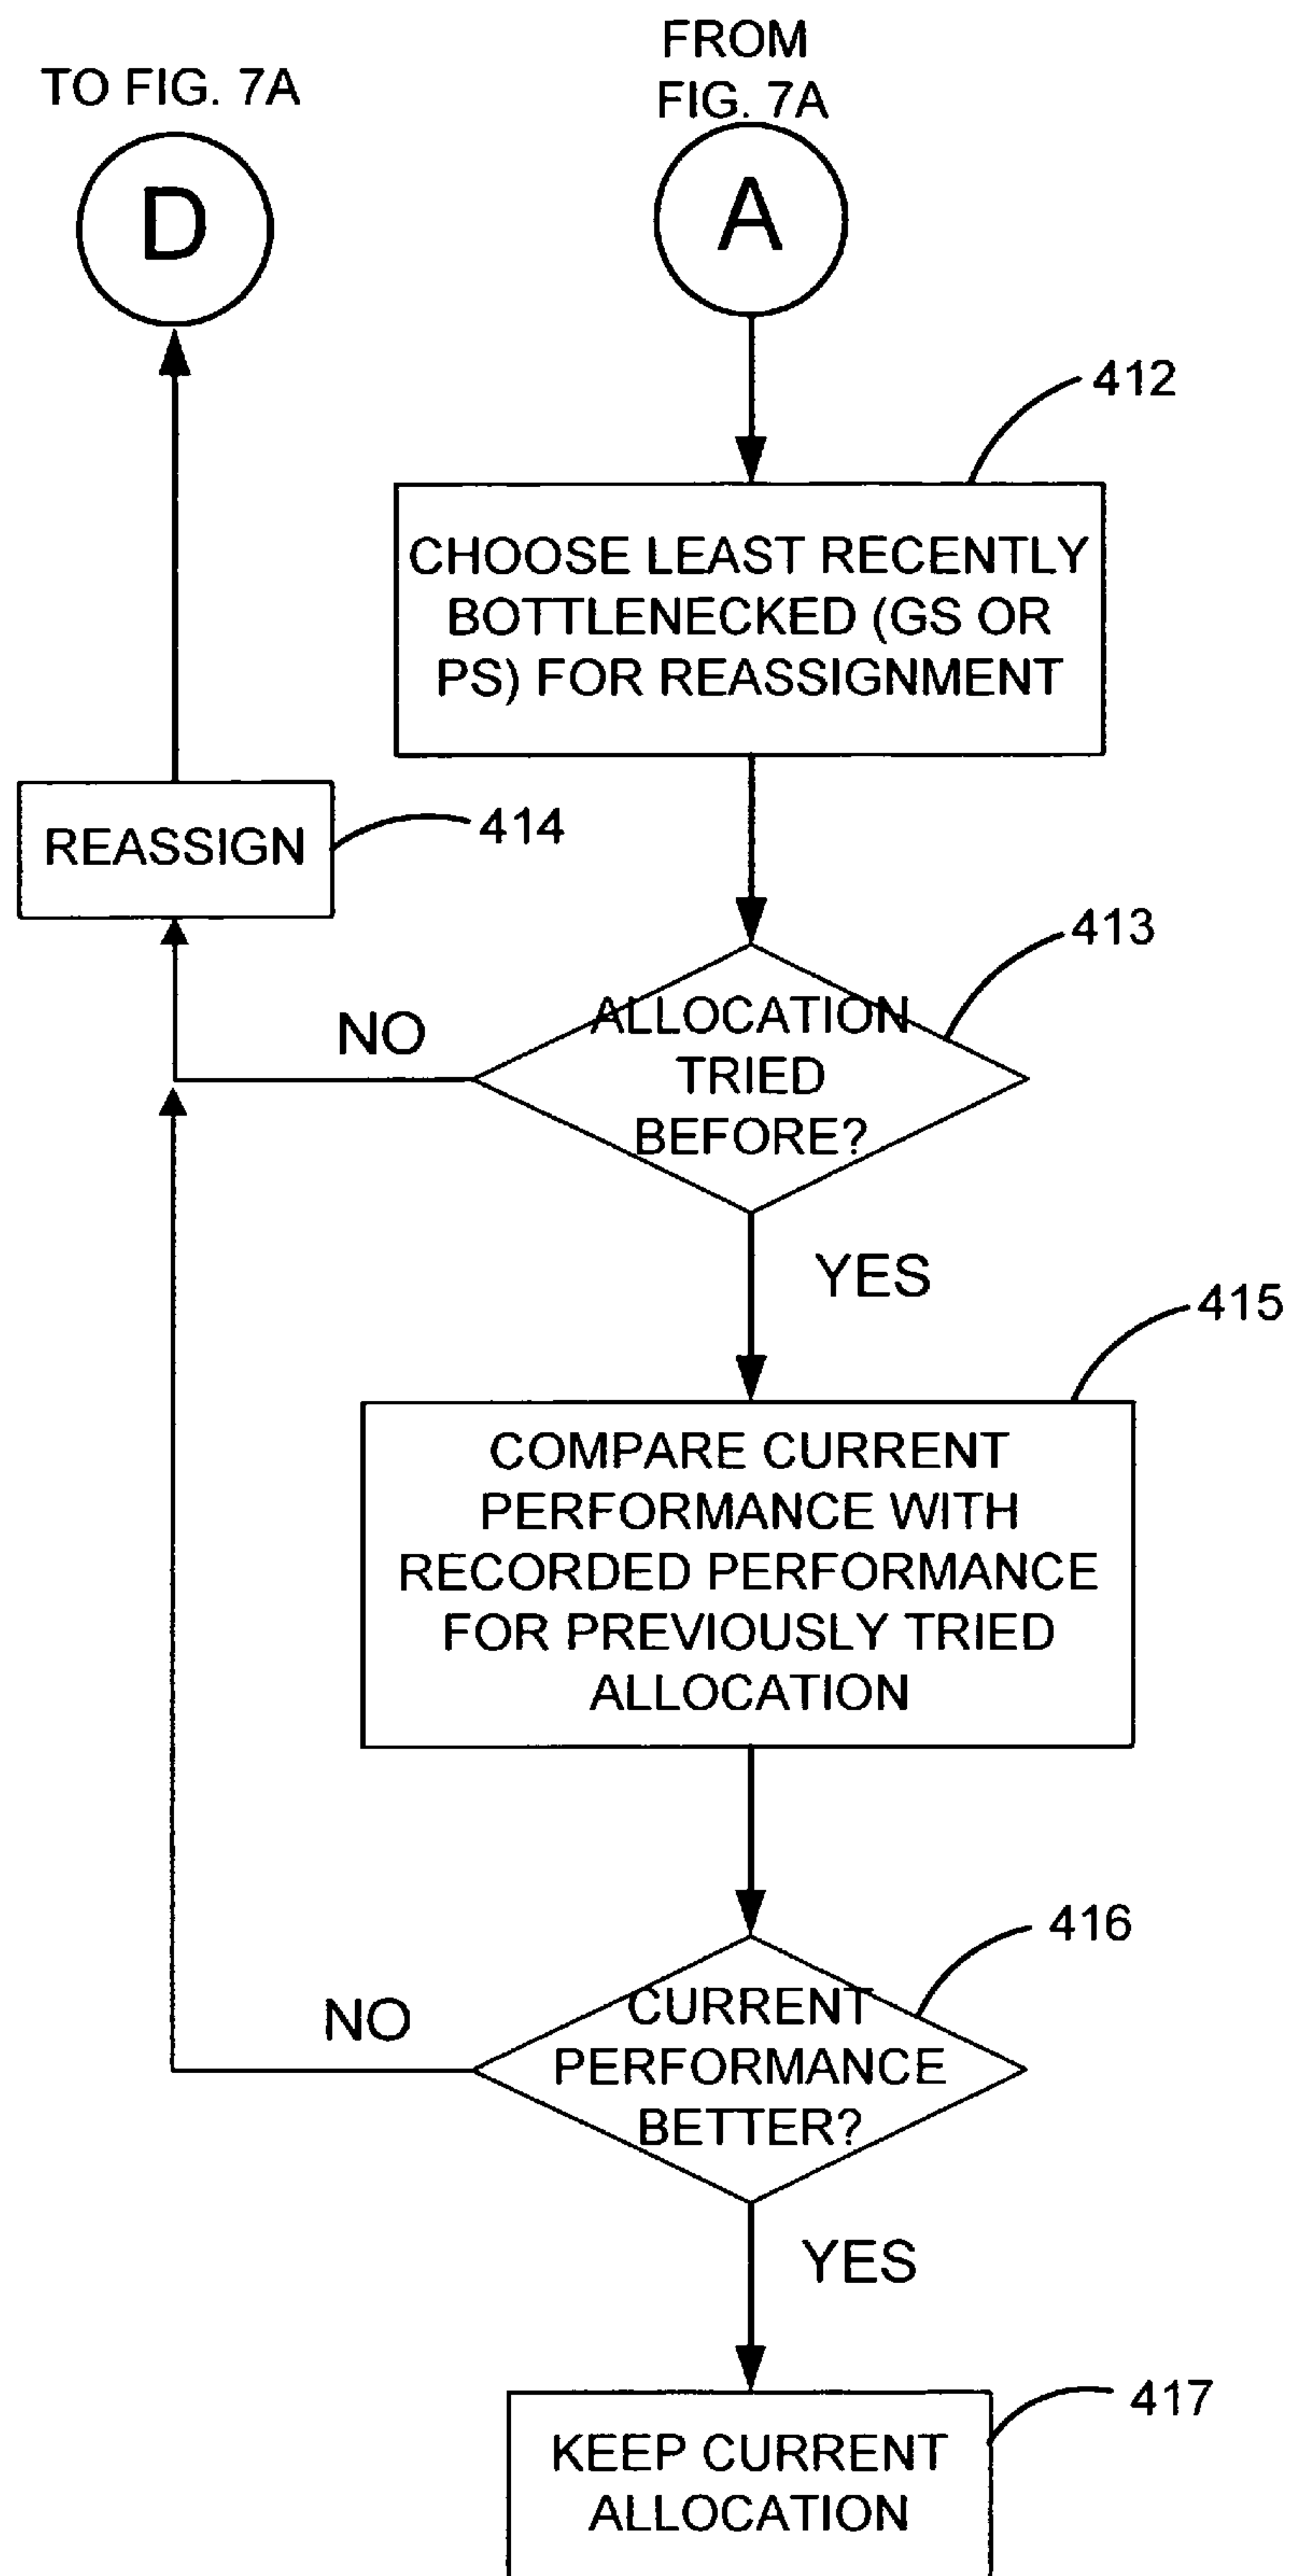 TO FIG. 7A
D
FROM
FIG. 7A
A
412
CHOOSE LEAST RECENTLY
BOTTLENECKED (GS OR
PS) FOR REASSIGNMENT
REASSIGN
414
413
NO
ALLOCATION
TRIED
BEFORE?
YES
415
COMPARE CURRENT
PERFORMANCE WITH
RECORDED PERFORMANCE
FOR PREVIOUSLY TRIED
ALLOCATION
416
NO
CURRENT
PERFORMANCE
BETTER?
YES
417
KEEP CURRENT
ALLOCATION